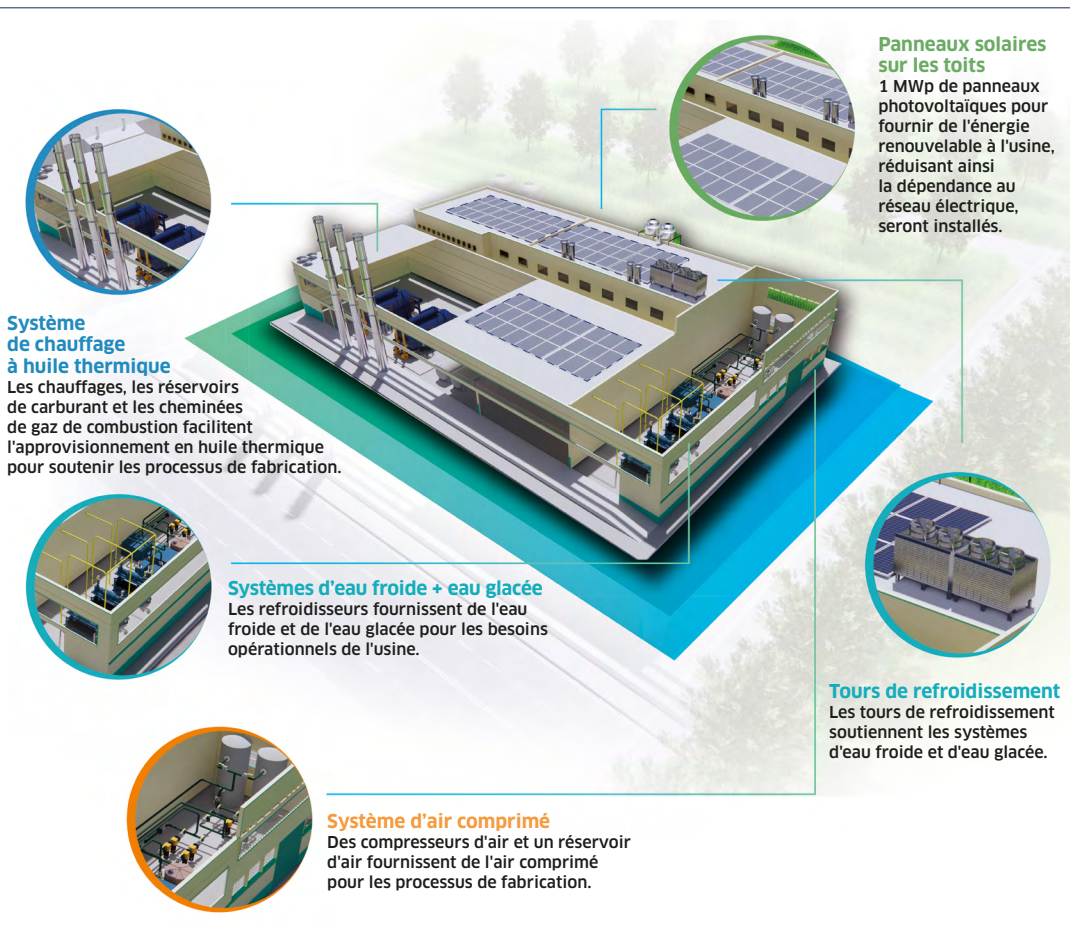 Panneaux solaires
sur les toits
1 MWp de panneaux
photovoltaïques pour
fournir de l'énergie
renouvelable à l'usine,
réduisant ainsi
la dépendance au
réseau électrique,
seront installés.
Système
de chauffage
à huile thermique
Les chauffages, les réservoirs
de carburant et les cheminées
de gaz de combustion facilitent
l'approvisionnement en huile thermique
pour soutenir les processus de fabrication.
Systèmes d'eau froide + eau glacée
Les refroidisseurs fournissent de l'eau
froide et de l'eau glacée pour les besoins
opérationnels de l'usine.
Tours de refroidissement
Les tours de refroidissement
soutiennent les systèmes
d'eau froide et d'eau glacée.
Système d'air comprimé
Des compresseurs d'air et un réservoir
d'air fournissent de l'air comprimé
pour les processus de fabrication.